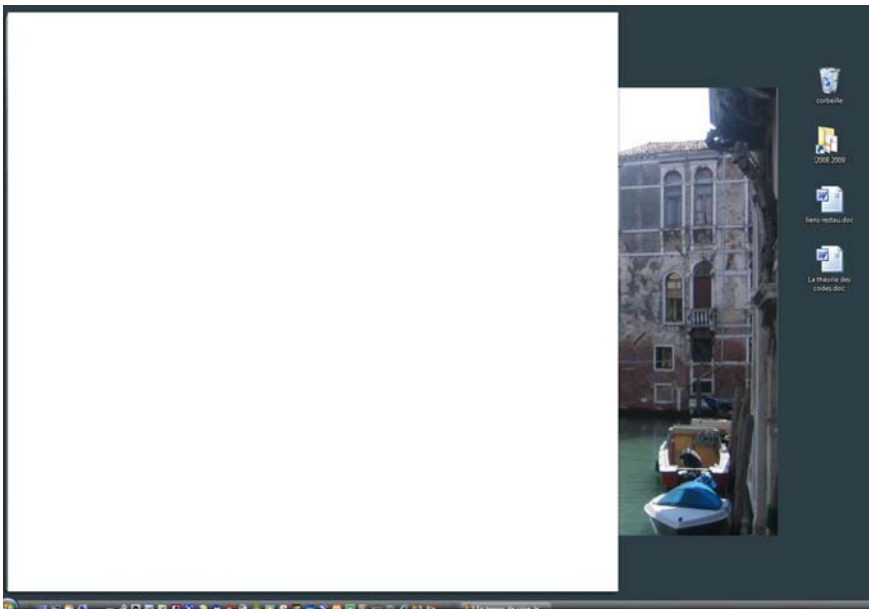 corbeille
2008 2009
liens restau.doc
La théorie des
codes.doc